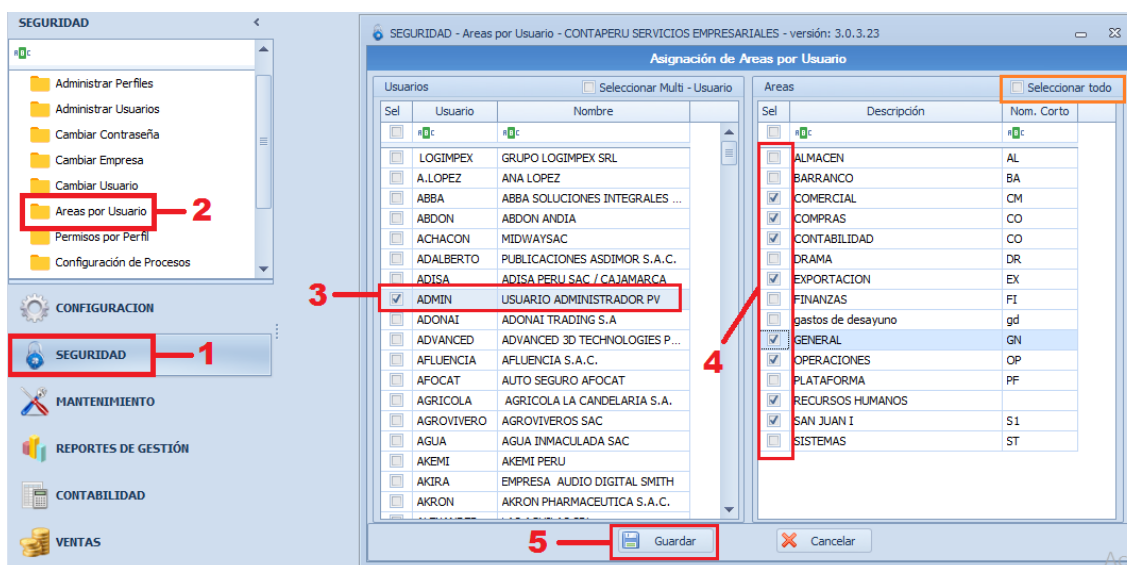 SEGURIDAD
Administrar Perfiles
Administrar Usuarios
Cambiar Contraseña
Cambiar Empresa
Cambiar Usuario
Areas por Usuario
2
Permisos por Perfil
Configuración de Procesos
CONFIGURACION
SEGURIDAD
1
MANTENIMIENTO
REPORTES DE GESTIÓN
CONTABILIDAD
VENTAS
SEGURIDAD - Areas por Usuario - CONTAPERU SERVICIOS EMPRESARIALES - versión: 3.0.3.23
Asignación de Areas por Usuario
Usuarios Seleccionar Multi - Usuario
Sel Usuario Nombre
LOGIMPEX GRUPO LOGIMPEX SRL
A.LOPEZ ANA LOPEZ
ABBA ABBA SOLUCIONES INTEGRALES ...
ABDON ABDON ANDIA
ACHACON MIDWAYSAC
ADALBERTO PUBLICACIONES ASDIMOR S.A.C.
ADISA ADISA PERU SAC / CAJAMARCA
3 ADMIN USUARIO ADMINISTRADOR PV
ADONAI ADONAI TRADING S.A
ADVANCED ADVANCED 3D TECHNOLOGIES P...
AFLUENCIA AFLUENCIA S.A.C.
AFOCAT AUTO SEGURO AFOCAT
AGRICOLA AGRICOLA LA CANDELARIA S.A.
AGROVIVERO AGROVIVEROS SAC
AGUA AGUA INMACULADA SAC
AKEMI AKEMI PERU
AKIRA EMPRESA AUDIO DIGITAL SMITH
AKRON AKRON PHARMACEUTICA S.A.C.
Areas Seleccionar todo
Sel Descripción Nom. Corto
ALMACEN AL
BARRANCO BA
COMERCIAL CM
COMPRAS CO
CONTABILIDAD CO
DRAMA DR
EXPORTACION EX
FINANZAS FI
gastos de desayuno gd
GENERAL GN
4
OPERACIONES OP
PLATAFORMA PF
RECURSOS HUMANOS
SAN JUAN I S1
SISTEMAS ST
5 Guardar Cancelar